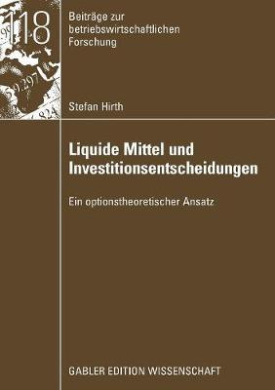 118
Beiträge zur
betriebswirtschaftlichen
Forschung
Stefan Hirth
Liquide Mittel und
Investitionsentscheidungen
Ein optionstheoretischer Ansatz
GABLER EDITION WISSENSCHAFT